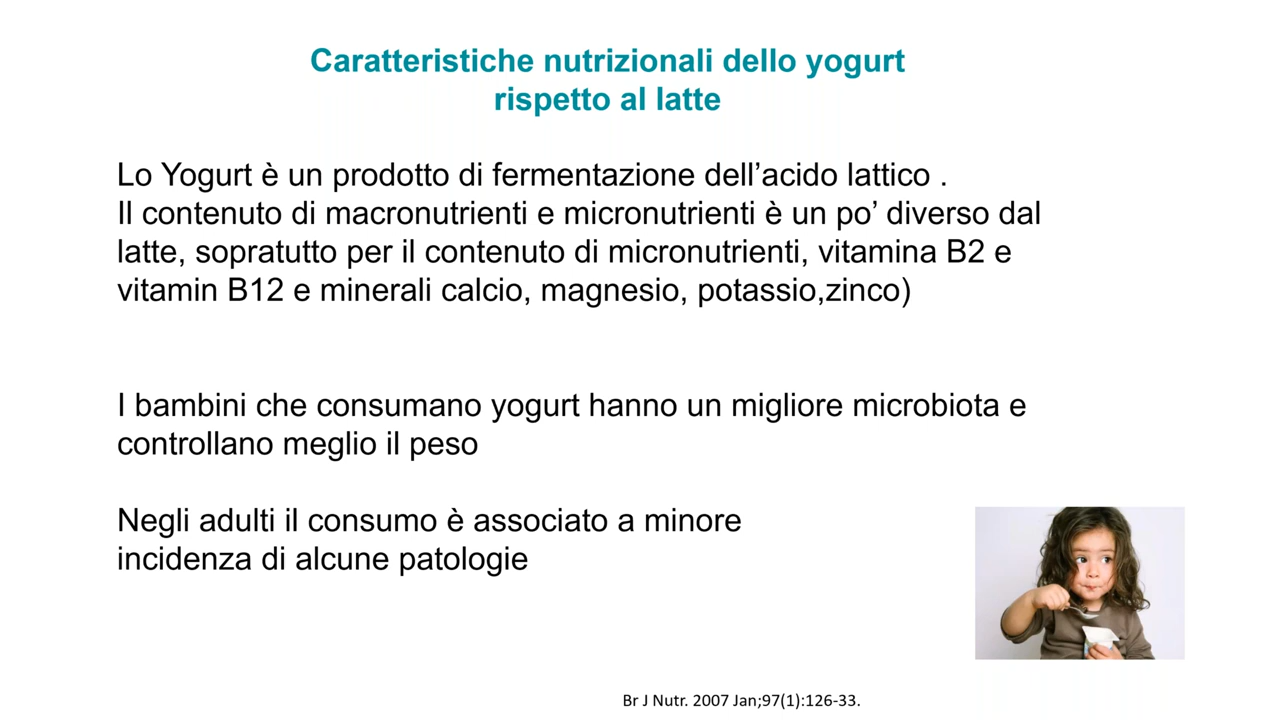 Caratteristiche nutrizionali dello yogurt
rispetto al latte
Lo Yogurt è un prodotto di fermentazione dell’acido lattico .
Il contenuto di macronutrienti e micronutrienti è un po’ diverso dal
latte, sopratutto per il contenuto di micronutrienti, vitamina B2 e
vitamin B12 e minerali calcio, magnesio, potassio,zinco)
I bambini che consumano yogurt hanno un migliore microbiota e
controllano meglio il peso
Negli adulti il consumo è associato a minore
incidenza di alcune patologie
Br J Nutr. 2007 Jan;97(1):126-33.